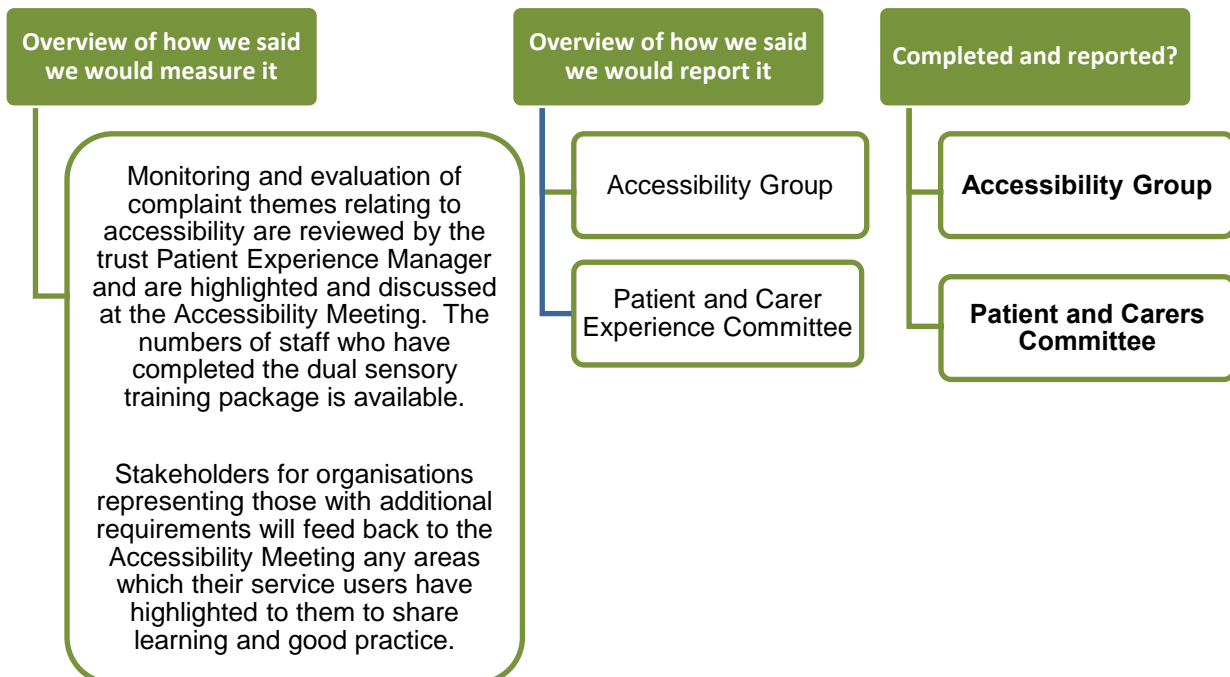 Overview of how we said
we would measure it
Monitoring and evaluation of
complaint themes relating to
accessibility are reviewed by the
trust Patient Experience Manager
and are highlighted and discussed
at the Accessibility Meeting.  The
numbers of staff who have
completed the dual sensory
training package is available.
Stakeholders for organisations
representing those with additional
requirements will feed back to the
Accessibility Meeting any areas
which their service users have
highlighted to them to share
learning and good practice.
Overview of how we said
we would report it
Accessibility Group
Patient and Carer
Experience Committee
Completed and reported?
Accessibility Group
Patient and Carers
Committee